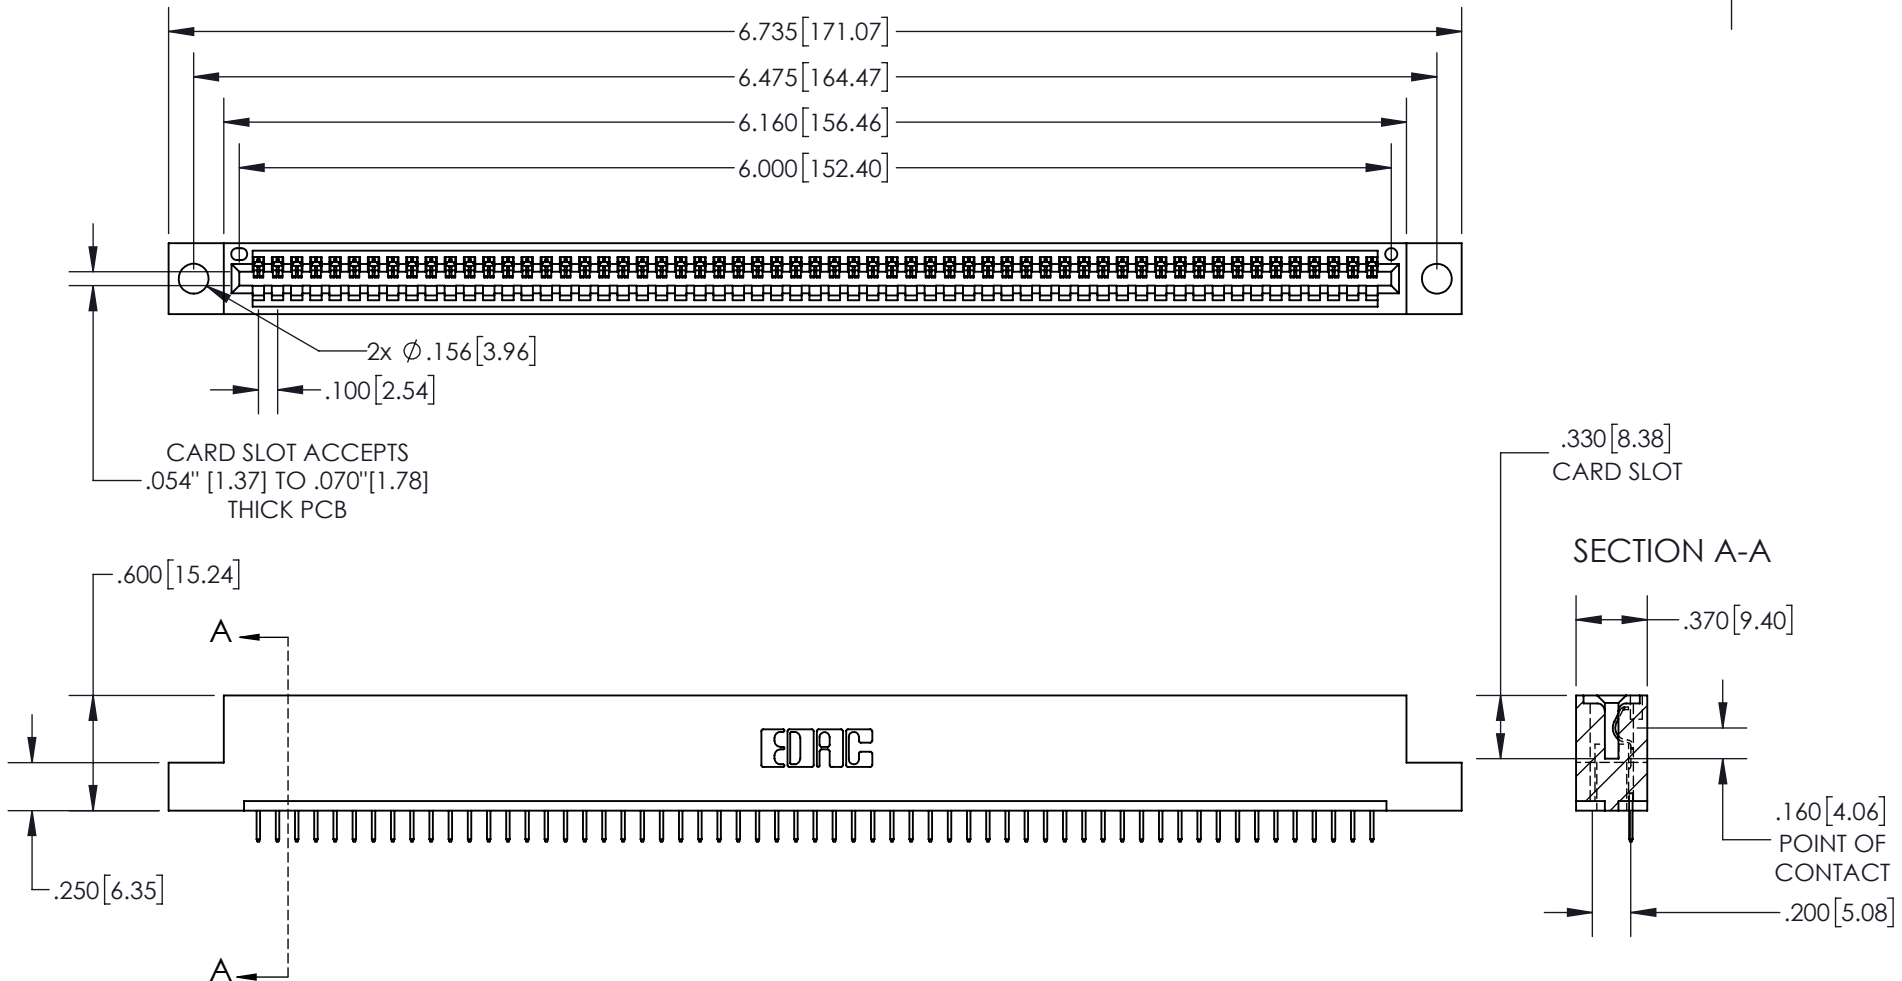 6.735[171.07]
6.475[164.47]
6.160[156.46]
6.000[152.40]
2x Ø.156[3.96]
.100[2.54]
CARD SLOT ACCEPTS
.054" [1.37] TO .070"[1.78]
THICK PCB
.330[8.38]
CARD SLOT
SECTION A-A
.600[15.24]
A
.370[9.40]
EDAC
.160[4.06]
POINT OF
CONTACT
.250[6.35]
.200[5.08]
A